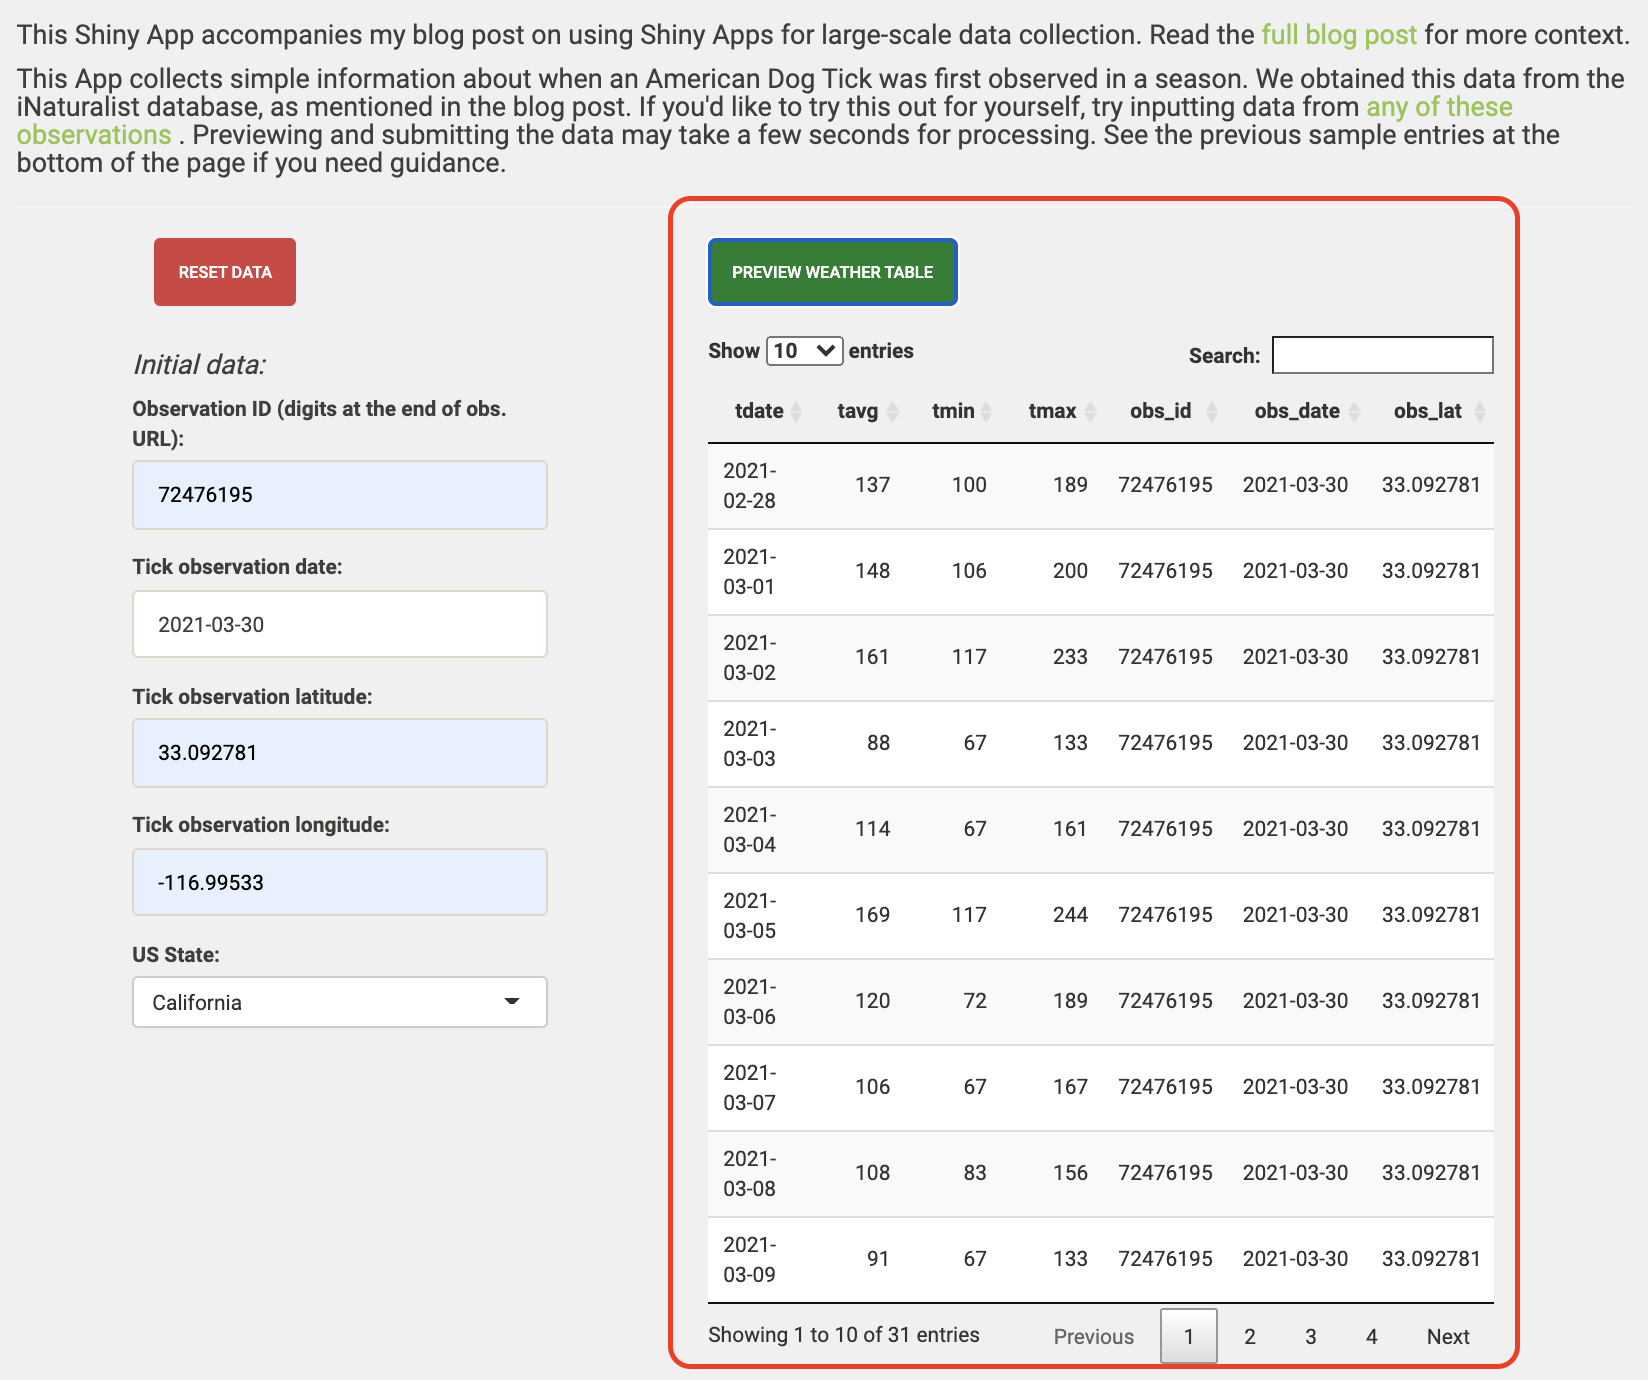 This Shiny App accompanies my blog post on using Shiny Apps for large-scale data collection. Read the full blog post for more context.
This App collects simple information about when an American Dog Tick was first observed in a season. We obtained this data from the
iNaturalist database, as mentioned in the blog post. If you'd like to try this out for yourself, try inputting data from any of these
observations . Previewing and submitting the data may take a few seconds for processing. See the previous sample entries at the
bottom of the page if you need guidance.
RESET DATA
Initial data:
Observation ID (digits at the end of obs.
URL):
72476195
Tick observation date:
2021-03-30
Tick observation latitude:
33.092781
Tick observation longitude:
-116.99533
US State:
California
PREVIEW WEATHER TABLE
Show 10 entries
Search:
tdate tavg tmin tmax obs_id obs_date obs_lat
2021-
02-28 137 100 189 72476195 2021-03-30 33.092781
2021-
03-01 148 106 200 72476195 2021-03-30 33.092781
2021-
03-02 161 117 233 72476195 2021-03-30 33.092781
2021-
03-03 88 67 133 72476195 2021-03-30 33.092781
2021-
03-04 114 67 161 72476195 2021-03-30 33.092781
2021-
03-05 169 117 244 72476195 2021-03-30 33.092781
2021-
03-06 120 72 189 72476195 2021-03-30 33.092781
2021-
03-07 106 67 167 72476195 2021-03-30 33.092781
2021-
03-08 108 83 156 72476195 2021-03-30 33.092781
2021-
03-09 91 67 133 72476195 2021-03-30 33.092781
Showing 1 to 10 of 31 entries
Previous 1 2 3 4 Next